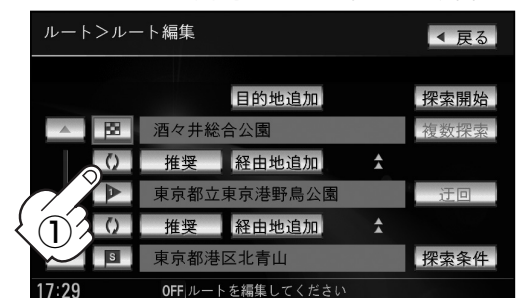 ルート>ルート編集
◀ 戻る
目的地追加
探索開始
酒々井総合公園
複数探索
推奨
経由地追加
1
東京都立東京港野鳥公園
迂回
①
推奨
経由地追加
S
東京都港区北青山
探索条件
17:29
OFF|ルートを編集してください